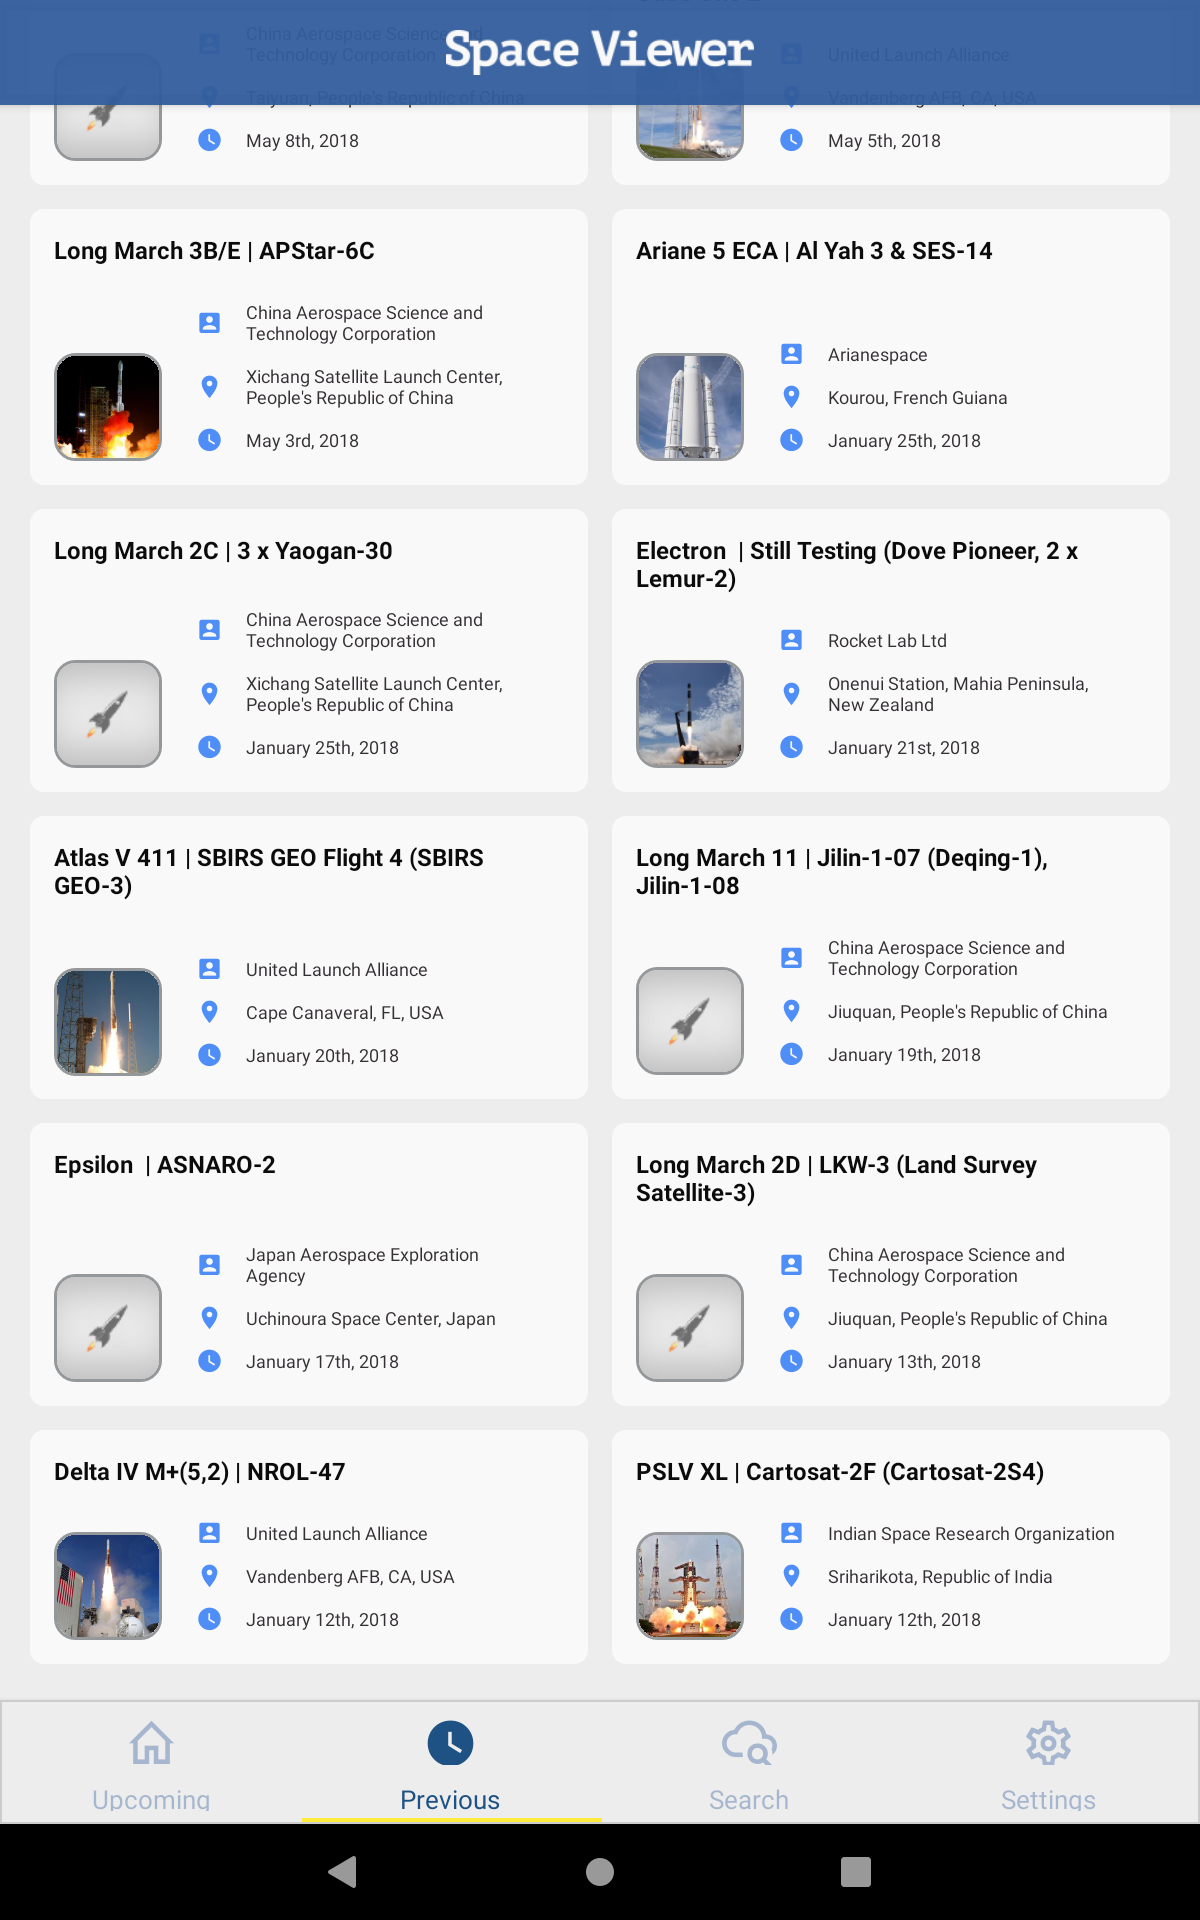 Space Viewer
China Aerospace Science and
Technology Corporation
Taiyuan, People's Republic of China
May 8th, 2018
United Launch Alliance
Vandenberg AFB, CA, USA
May 5th, 2018
Long March 3B/E | APStar-6C
China Aerospace Science and
Technology Corporation
Xichang Satellite Launch Center,
People's Republic of China
May 3rd, 2018
Ariane 5 ECA | Al Yah 3 & SES-14
Arianespace
Kourou, French Guiana
January 25th, 2018
Long March 2C | 3 x Yaogan-30
China Aerospace Science and
Technology Corporation
Xichang Satellite Launch Center,
People's Republic of China
January 25th, 2018
Electron  | Still Testing (Dove Pioneer, 2 x
Lemur-2)
Rocket Lab Ltd
Onenui Station, Mahia Peninsula,
New Zealand
January 21st, 2018
Atlas V 411 | SBIRS GEO Flight 4 (SBIRS
GEO-3)
United Launch Alliance
Cape Canaveral, FL, USA
January 20th, 2018
Long March 11 | Jilin-1-07 (Deqing-1),
Jilin-1-08
China Aerospace Science and
Technology Corporation
Jiuquan, People's Republic of China
January 19th, 2018
Epsilon  | ASNARO-2
Japan Aerospace Exploration
Agency
Uchinoura Space Center, Japan
January 17th, 2018
Long March 2D | LKW-3 (Land Survey
Satellite-3)
China Aerospace Science and
Technology Corporation
Jiuquan, People's Republic of China
January 13th, 2018
Delta IV M+(5,2) | NROL-47
United Launch Alliance
Vandenberg AFB, CA, USA
January 12th, 2018
PSLV XL | Cartosat-2F (Cartosat-2S4)
Indian Space Research Organization
Sriharikota, Republic of India
January 12th, 2018
Upcoming
Previous
Search
Settings